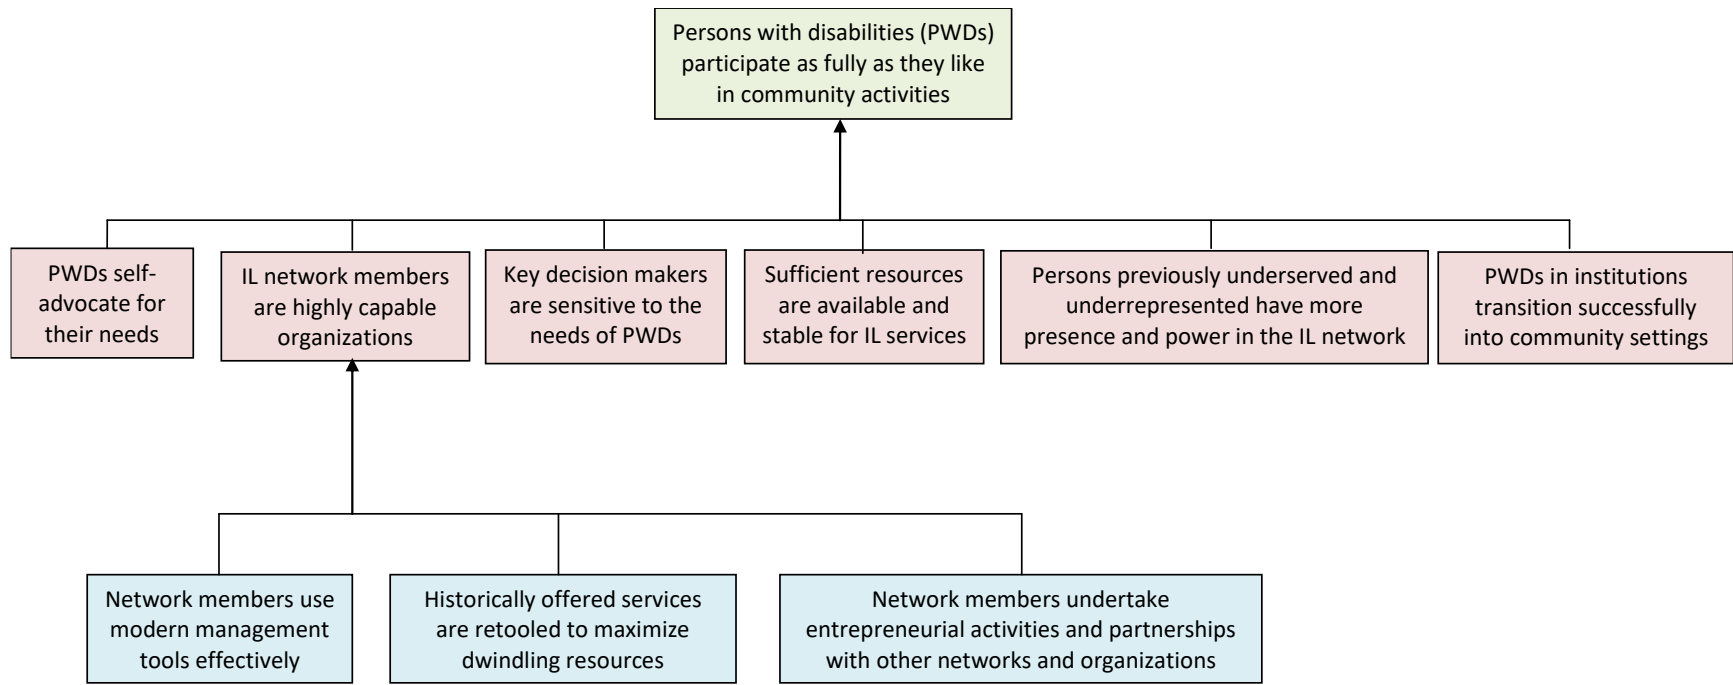 Persons with disabilities (PWDs)
participate as fully as they like
in community activities
PWDs self-
advocate for
their needs
IL network members
are highly capable
organizations
Key decision makers
are sensitive to the
needs of PWDs
Sufficient resources
are available and
stable for IL services
Persons previously underserved and
underrepresented have more
presence and power in the IL network
PWDs in institutions
transition successfully
into community settings
Network members use
modern management
tools effectively
Historically offered services
are retooled to maximize
dwindling resources
Network members undertake
entrepreneurial activities and partnerships
with other networks and organizations